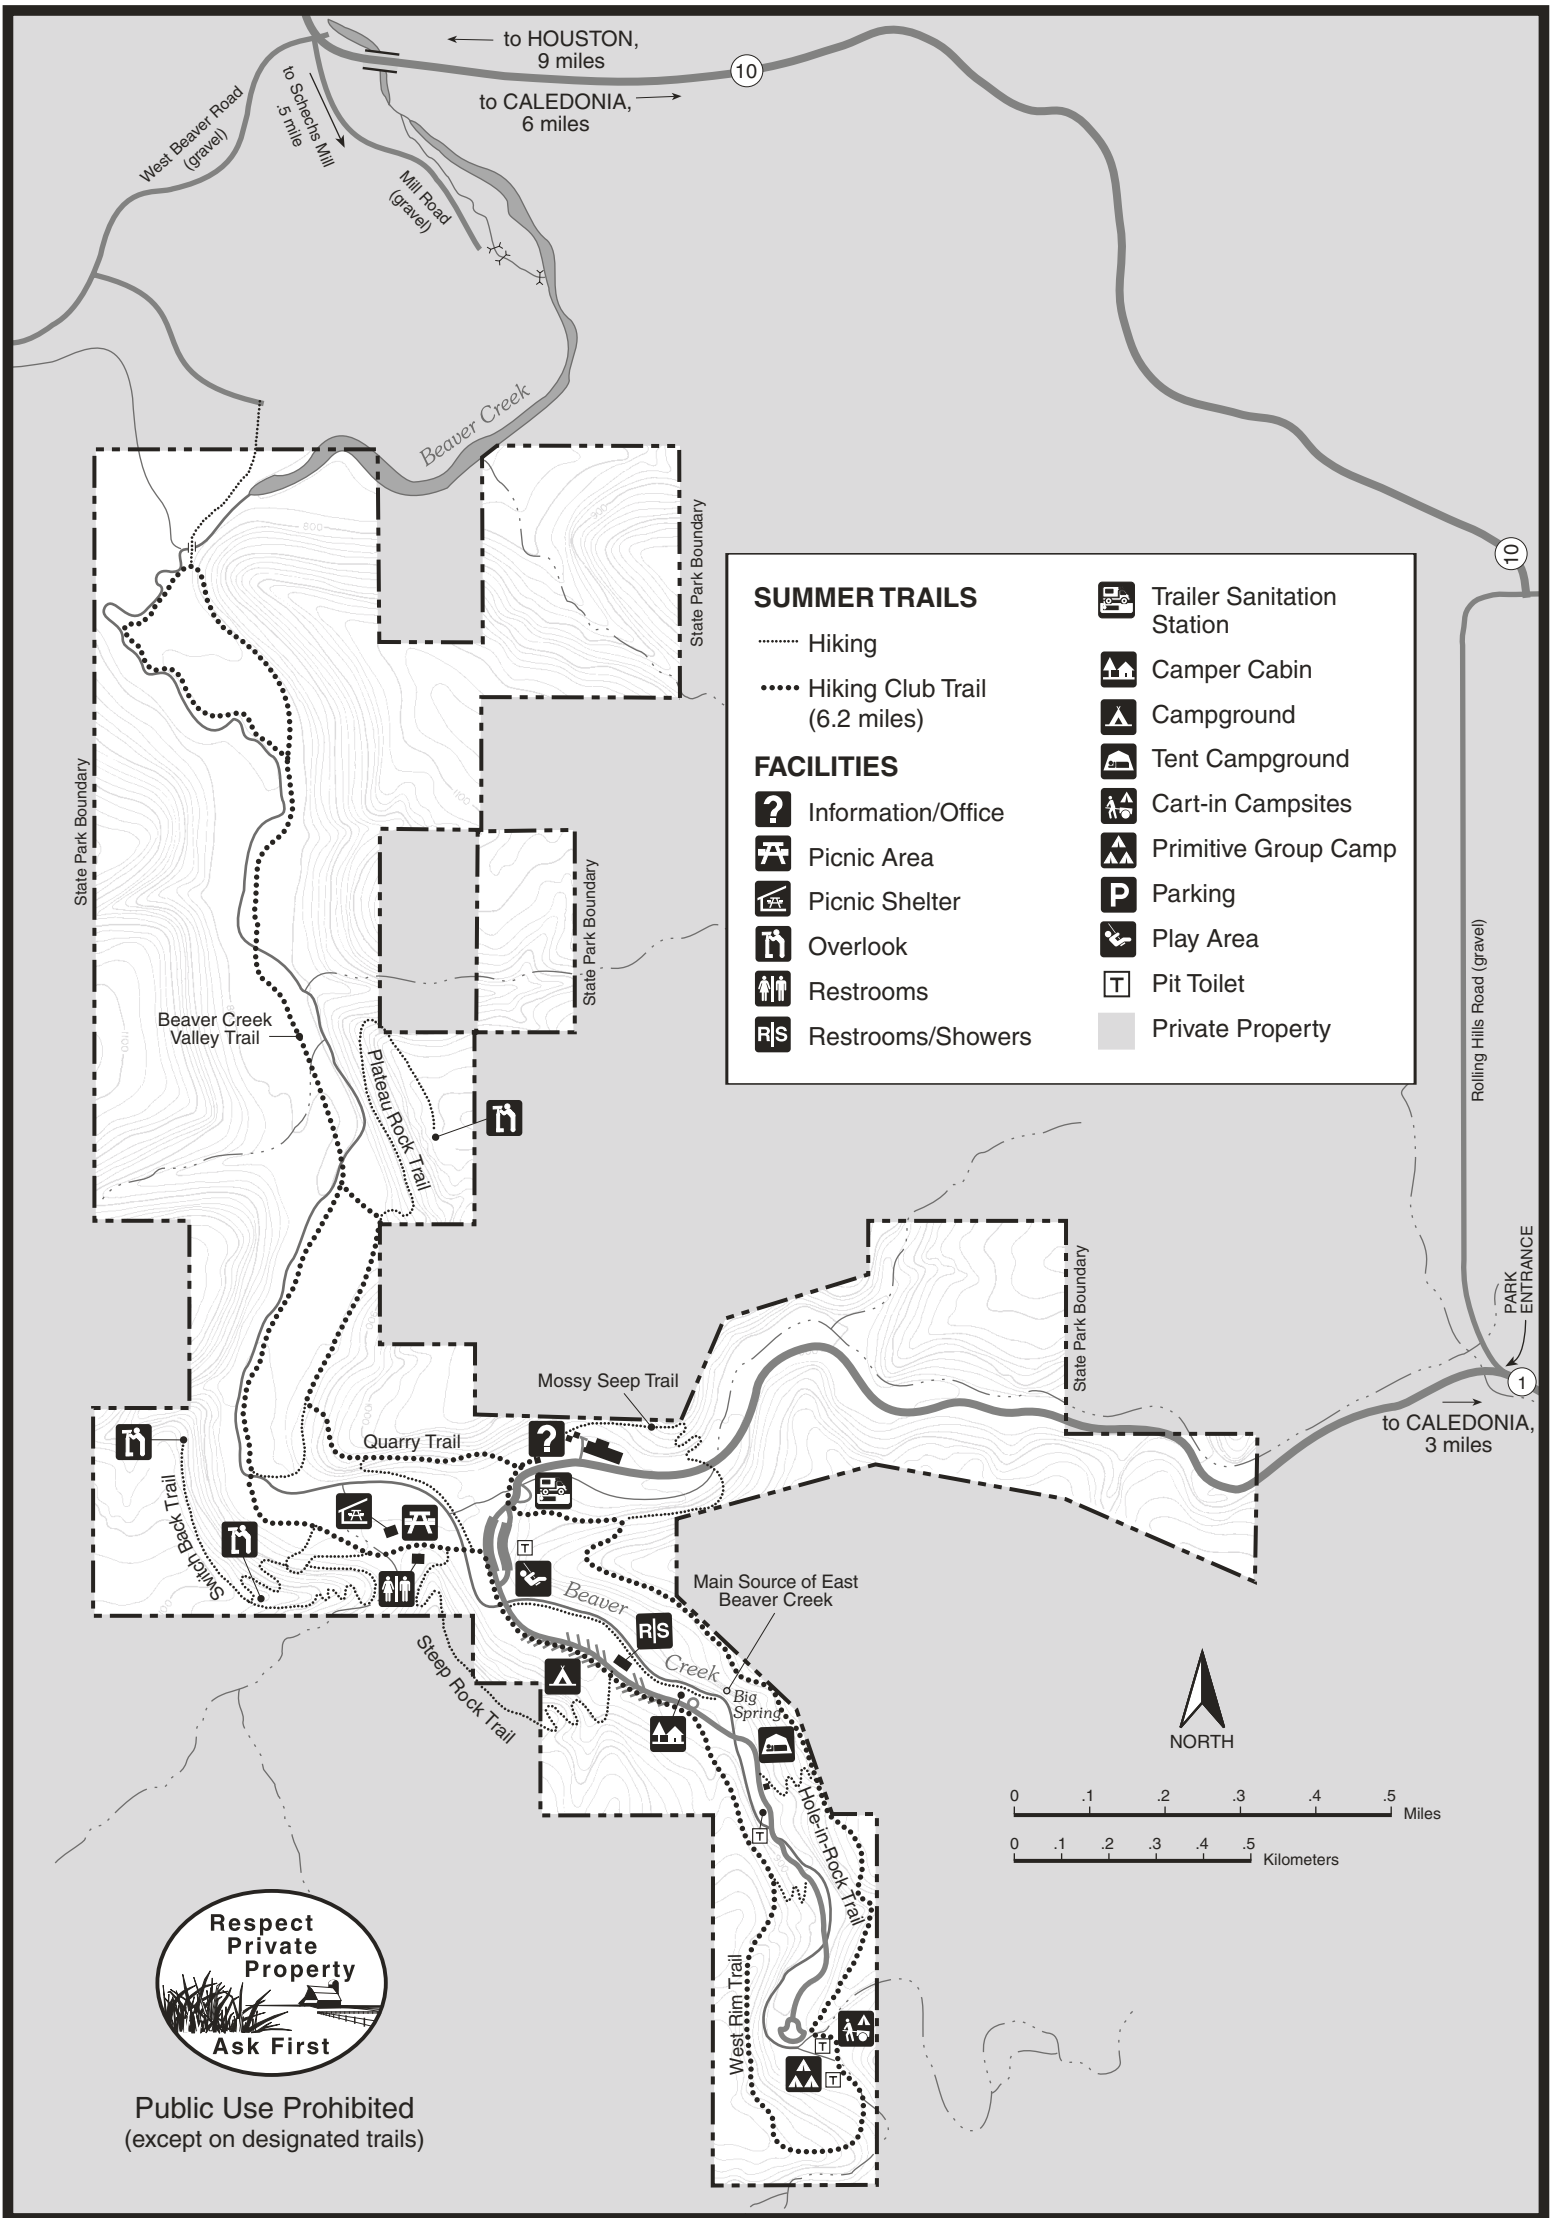 to HOUSTON,
9 miles
10
to CALEDONIA,
6 miles
West Beaver Road
(gravel)
to Schechs Mill
.5 mile
Mill Road
(gravel)
Beaver Creek
800
900
10
State Park Boundary
SUMMER TRAILS
Hiking
Hiking Club Trail
(6.2 miles)
FACILITIES
?
Information/Office
Picnic Area
Picnic Shelter
Overlook
Restrooms
R|S
Restrooms/Showers
Trailer Sanitation
Station
Camper Cabin
Campground
Tent Campground
Cart-in Campsites
Primitive Group Camp
P
Parking
Play Area
T
Pit Toilet
Private Property
State Park Boundary
1100
State Park Boundary
Rolling Hills Road (gravel)
Beaver Creek
Valley Trail
1100
Plateau Rock Trail
State Park Boundary
PARK
ENTRANCE
1
to CALEDONIA,
3 miles
Mossy Seep Trail
?
Quarry Trail
Switch Back Trail
T
Beaver
Creek
Main Source of East
Beaver Creek
R|S
Steep Rock Trail
Big
Spring
NORTH
T
Hole-in-Rock Trail
0 .1 .2 .3 .4 .5
Miles
0 .1 .2 .3 .4 .5
Kilometers
West Rim Trail
T
T
Respect
Private
Property
Ask First
Public Use Prohibited
(except on designated trails)